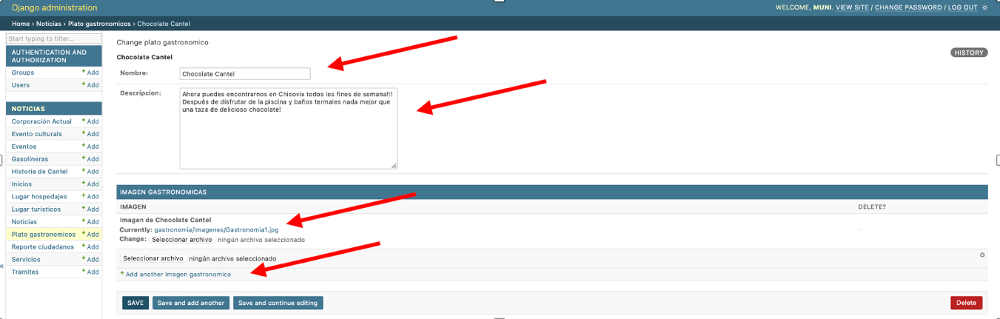 Django administration
WELCOME, MUNI. VIEW SITE / CHANGE PASSWORD / LOG OUT
Home › Noticias › Plato gastronomicos › Chocolate Cantel
Start typing to filter...
AUTHENTICATION AND
AUTHORIZATION
Groups + Add
Users + Add
NOTICIAS
Corporación Actual + Add
Evento culturals + Add
Eventos + Add
Gasolineras + Add
Historia de Cantel + Add
Inicios + Add
Lugar hospedajes + Add
Lugar turisticos + Add
Noticias + Add
Plato gastronomicos + Add
Reporte ciudadanos + Add
Servicios + Add
Tramites + Add
«
Change plato gastronomico
HISTORY
Chocolate Cantel
Nombre: Chocolate Cantel
Descripcion: Ahora puedes encontrarnos en Chicovix todos los fines de semana!!!
Después de disfrutar de la piscina y baños termales nada mejor que
una taza de delicioso chocolate!
IMAGEN GASTRONOMICAS
IMAGEN DELETE?
Imagen de Chocolate Cantel
Currently: gastronomia/imagenes/Gastronomia1.jpg
Change: Seleccionar archivo ningún archivo seleccionado
Seleccionar archivo ningún archivo seleccionado
+ Add another Imagen gastronomica
SAVE Save and add another Save and continue editing Delete